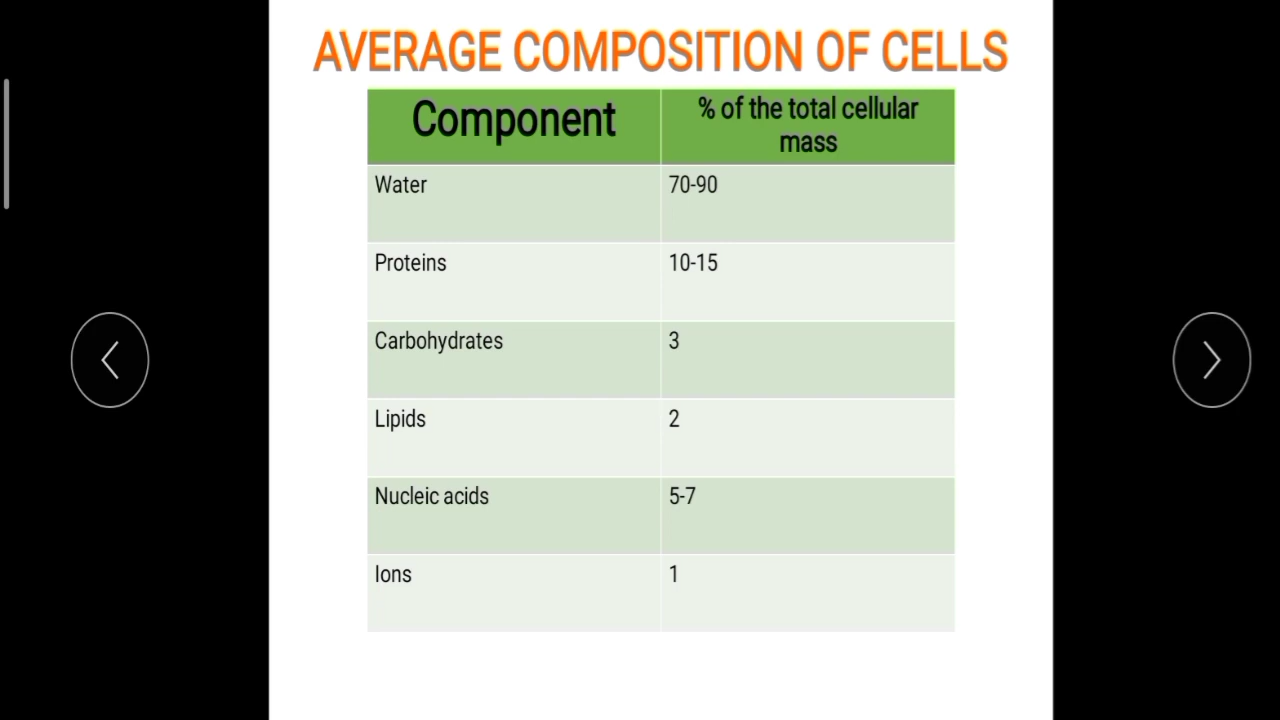 AVERAGE COMPOSITION OF CELLS
Component
% of the total cellular
mass
Water
70-90
Proteins
10-15
Carbohydrates
3
Lipids
2
Nucleic acids
5-7
Ions
1